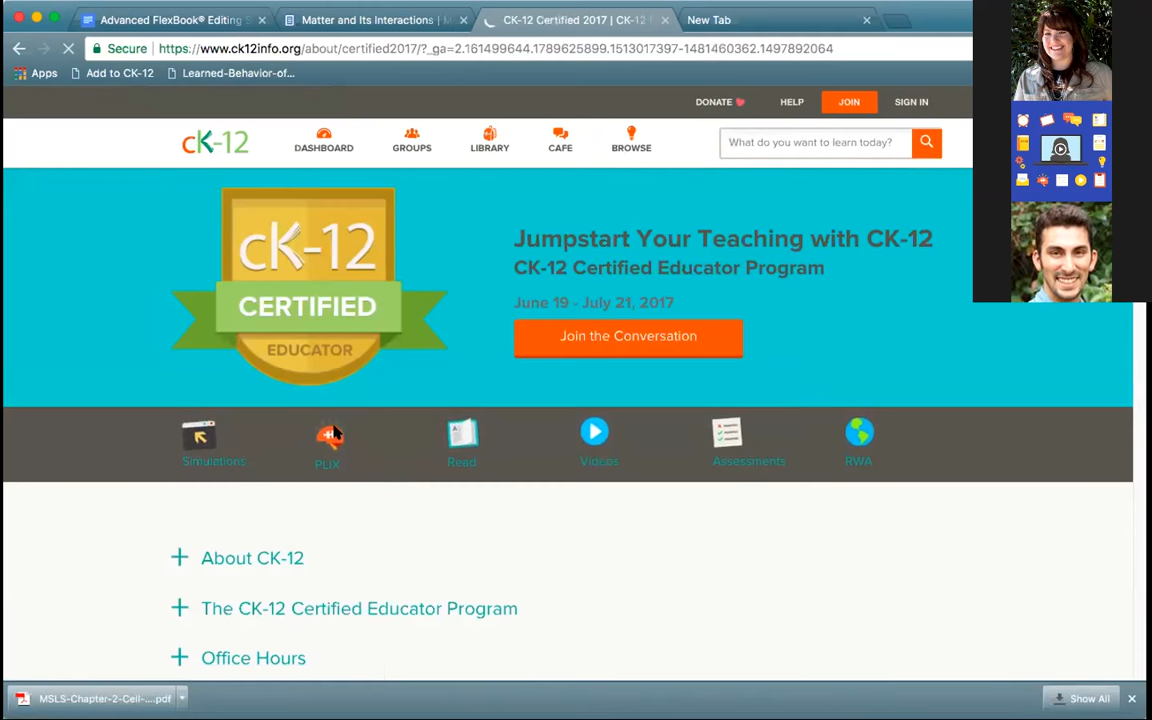 Advanced FlexBook® Editing S
Matter and Its Interactions | M
CK-12 Certified 2017 | CK-12
New Tab
Secure
https://www.ck12info.org/about/certified2017/?_ga=2.161499644.1789625899.1513017397-1481460362.1497892064
Apps
Add to CK-12
Learned-Behavior-of...
DONATE
HELP
JOIN
SIGN IN
cK-12
DASHBOARD
GROUPS
LIBRARY
CAFE
BROWSE
What do you want to learn today?
cK-12
CERTIFIED
EDUCATOR
Jumpstart Your Teaching with CK-12
CK-12 Certified Educator Program
June 19 - July 21, 2017
Join the Conversation
Simulations
PLIX
Read
Videos
Assessments
RWA
+ About CK-12
+ The CK-12 Certified Educator Program
+ Office Hours
MSLS-Chapter-2-Cell-....pdf
Show All